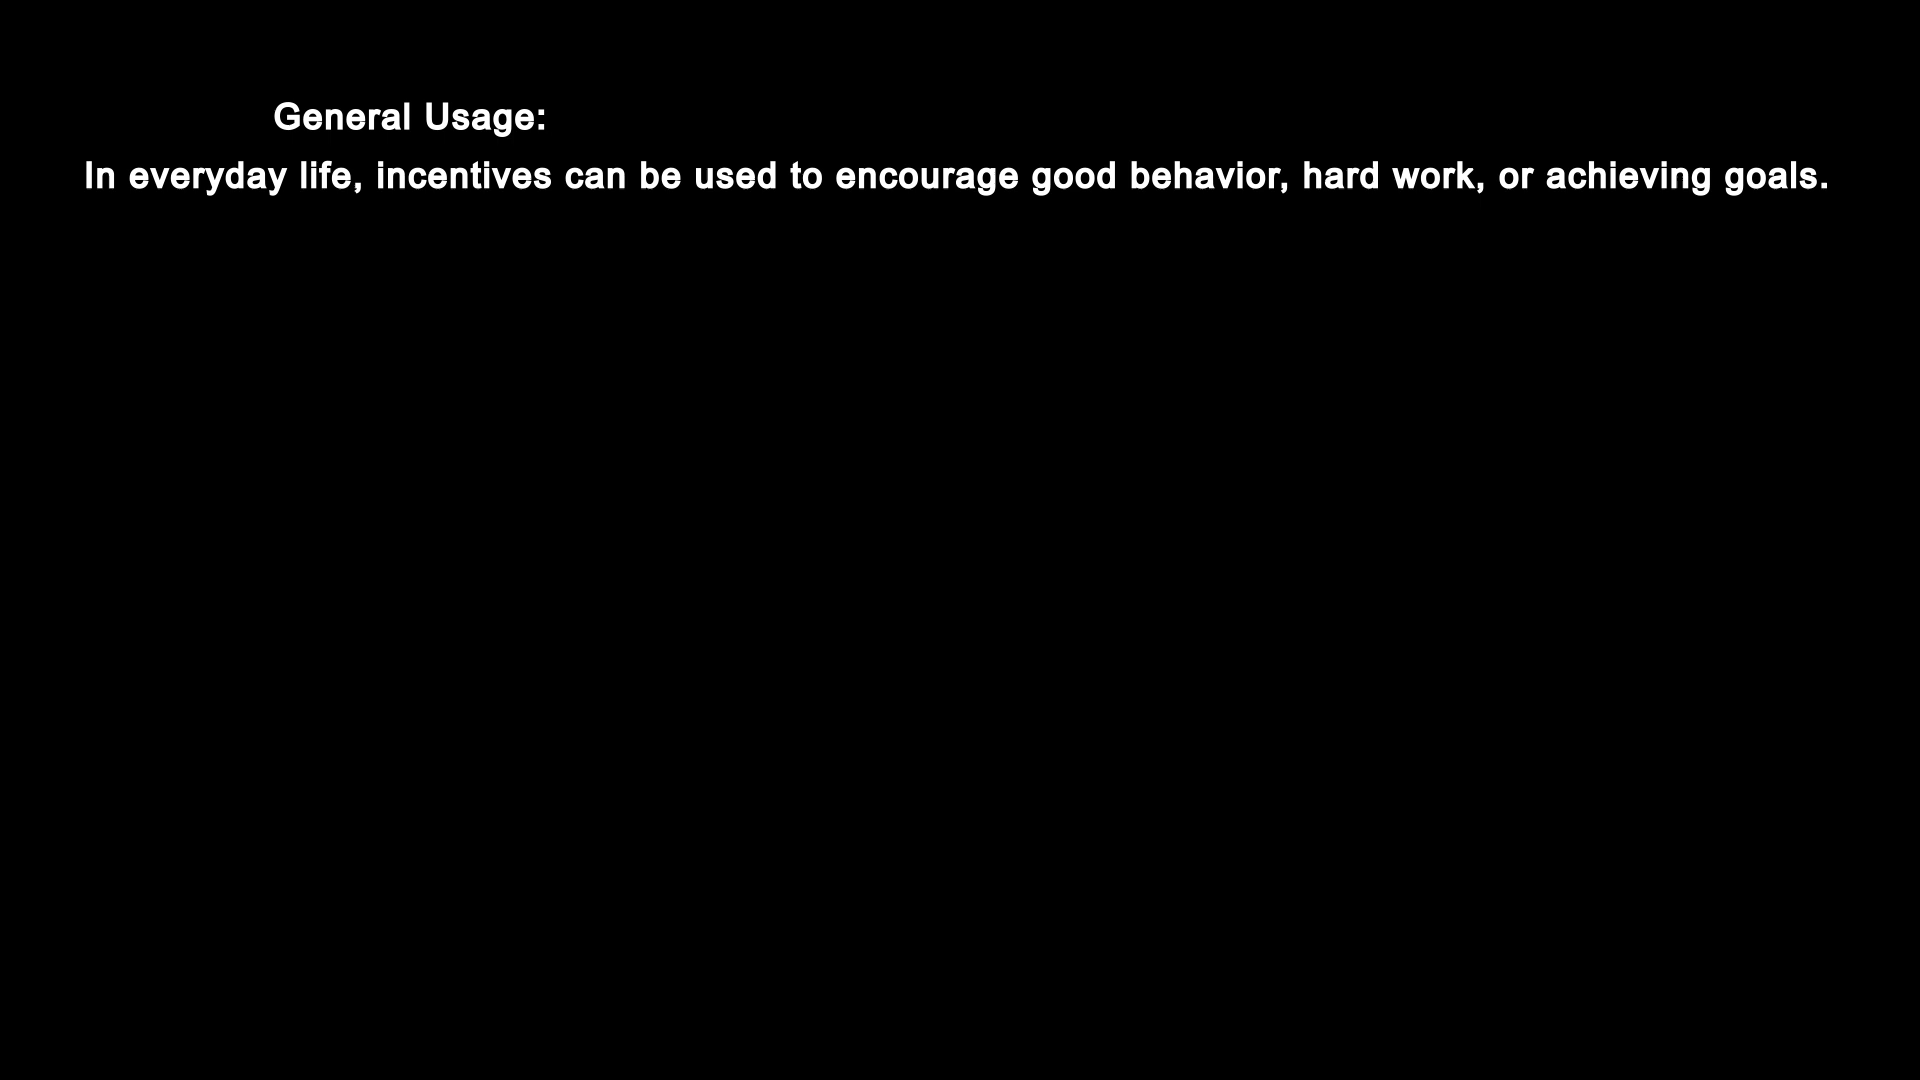 General Usage:
In everyday life, incentives can be used to encourage good behavior, hard work, or achieving goals.